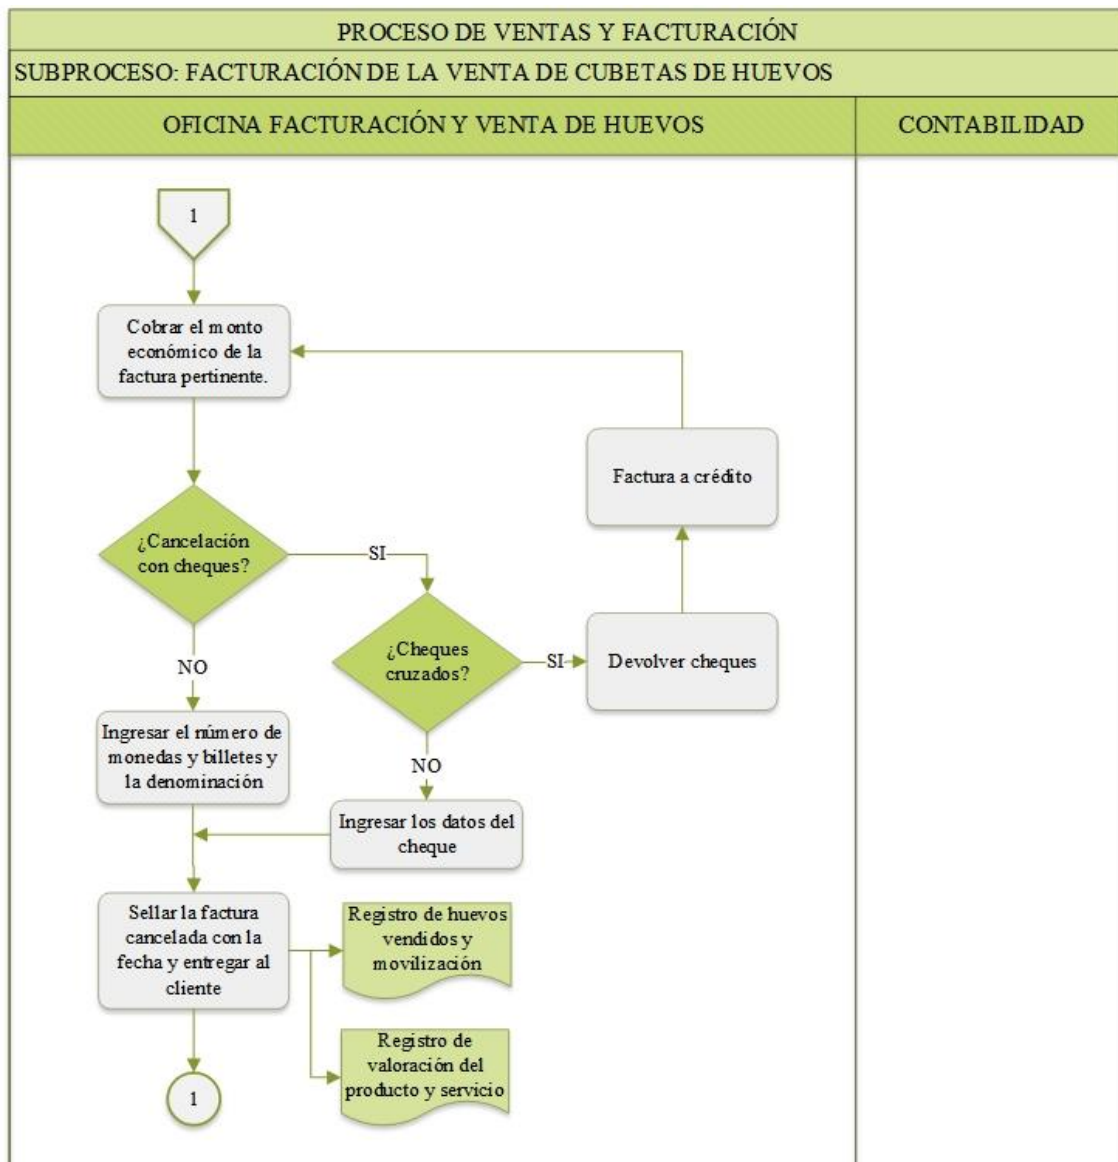 PROCESO DE VENTAS Y FACTURACIÓN
SUBPROCESO: FACTURACIÓN DE LA VENTA DE CUBETAS DE HUEVOS
OFICINA FACTURACIÓN Y VENTA DE HUEVOS
CONTABILIDAD
1
Cobrar el monto
económico de la
factura pertinente.
Factura a crédito
¿Cancelación
con cheques?
SI
¿Cheques
cruzados?
SI
Devolver cheques
NO
Ingresar el número de
monedas y billetes y
la denominación
NO
Ingresar los datos del
cheque
Sellar la factura
cancelada con la
fecha y entregar al
cliente
Registro de huevos
vendidos y
movilización
Registro de
valoración del
producto y servicio
1